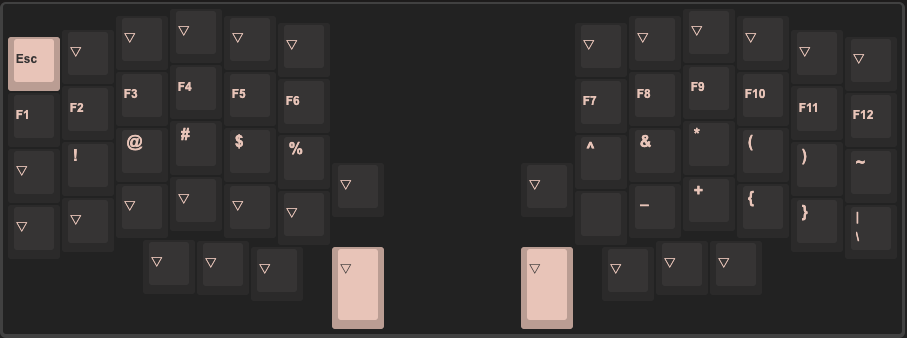 Esc ▽ ▽ ▽ ▽ ▽ ▽ ▽ ▽ ▽ ▽ ▽
F1 F2 F3 F4 F5 F6 F7 F8 F9 F10 F11 F12
▽ ! @ # $ % ^ & * ( ) ~
▽ ▽
▽ ▽ ▽ ▽ ▽ ▽ _ + { } |
\
▽ ▽ ▽ ▽ ▽ ▽ ▽ ▽